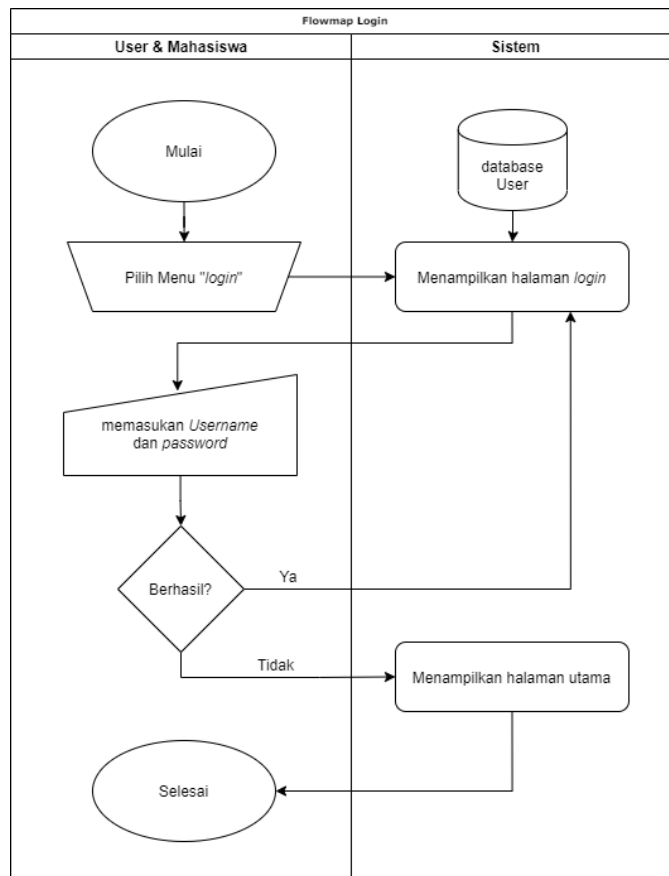 Flowmap Login
User & Mahasiswa
Sistem
Mulai
database
User
Pilih Menu "login"
Menampilkan halaman login
memasukan Username
dan password
Berhasil?
Ya
Tidak
Menampilkan halaman utama
Selesai